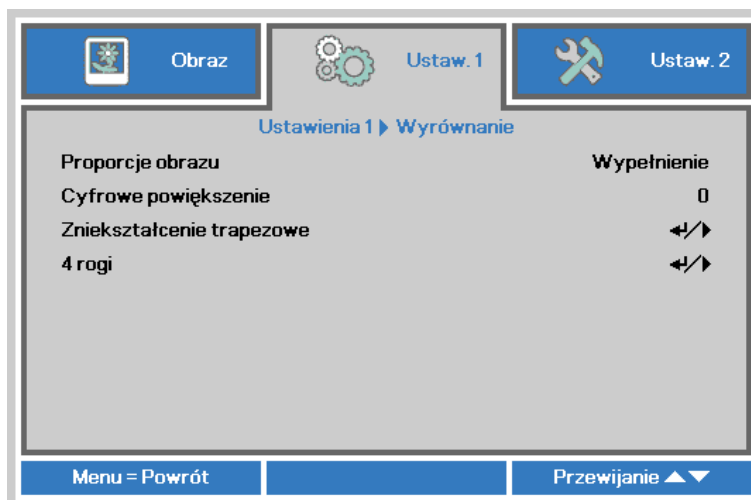 Obraz Ustaw. 1 Ustaw. 2
Ustawienia 1 Wyrównanie
Proporcje obrazu Wypełnienie
Cyfrowe powiększenie 0
Zniekształcenie trapezowe
4 rogi
Menu = Powrót Przewijanie